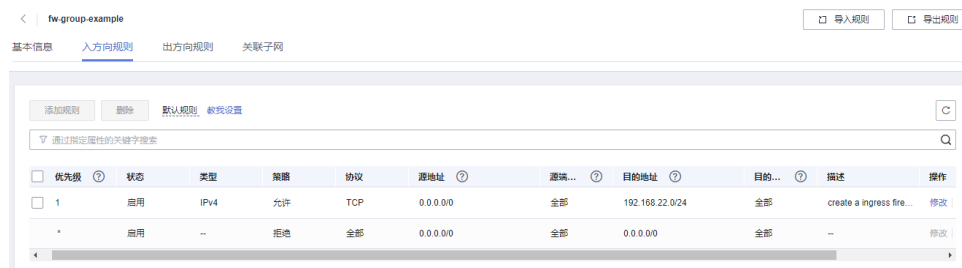 fw-group-example 导入规则 导出规则
基本信息 入方向规则 出方向规则 关联子网
添加规则 删除 默认规则 教我设置
通过指定属性的关键字搜索
优先级 状态 类型 策略 协议 源地址 源端... 目的地址 目的... 描述 操作
1 启用 IPv4 允许 TCP 0.0.0.0/0 全部 192.168.22.0/24 全部 create a ingress fire... 修改
* 启用 -- 拒绝 全部 0.0.0.0/0 全部 0.0.0.0/0 全部 -- 修改